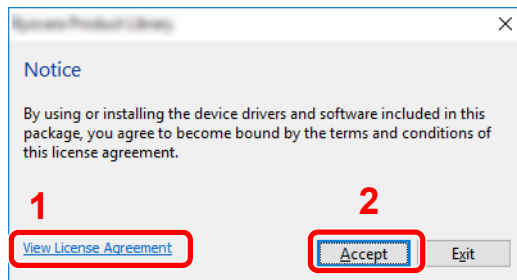 Notice
By using or installing the device drivers and software included in this
package, you agree to become bound by the terms and conditions of
this license agreement.
1
2
View License Agreement
Accept
Exit